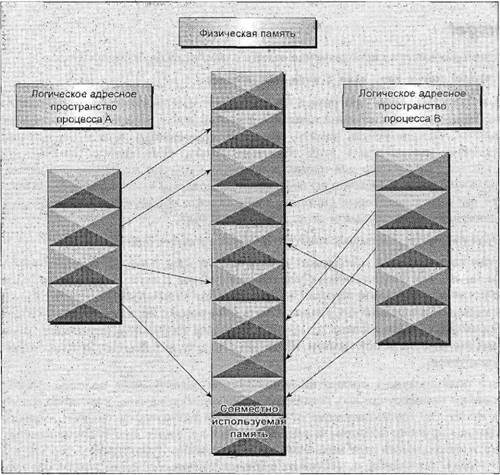 Физическая память
Логическое адресное
пространство
процесса А
Логическое адресное
пространство
процесса В
Совместно
используемая
память